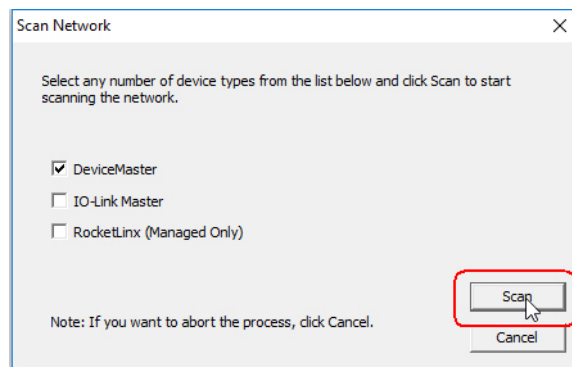 Scan Network
Select any number of device types from the list below and click Scan to start
scanning the network.
DeviceMaster
IO-Link Master
RocketLinx (Managed Only)
Scan
Note: If you want to abort the process, click Cancel.
Cancel